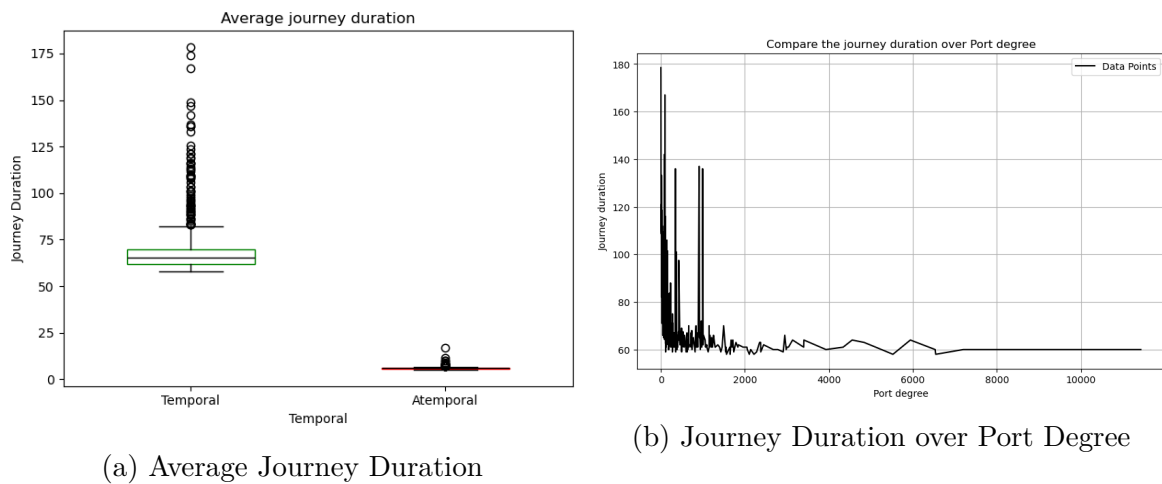 Average journey duration
175
150
125
100
75
50
25
0
Journey Duration
Temporal
Atemporal
Temporal
(a) Average Journey Duration
Compare the journey duration over Port degree
Data Points
180
160
140
120
100
80
60
Journey duration
0
2000
4000
6000
8000
10000
Port degree
(b) Journey Duration over Port Degree